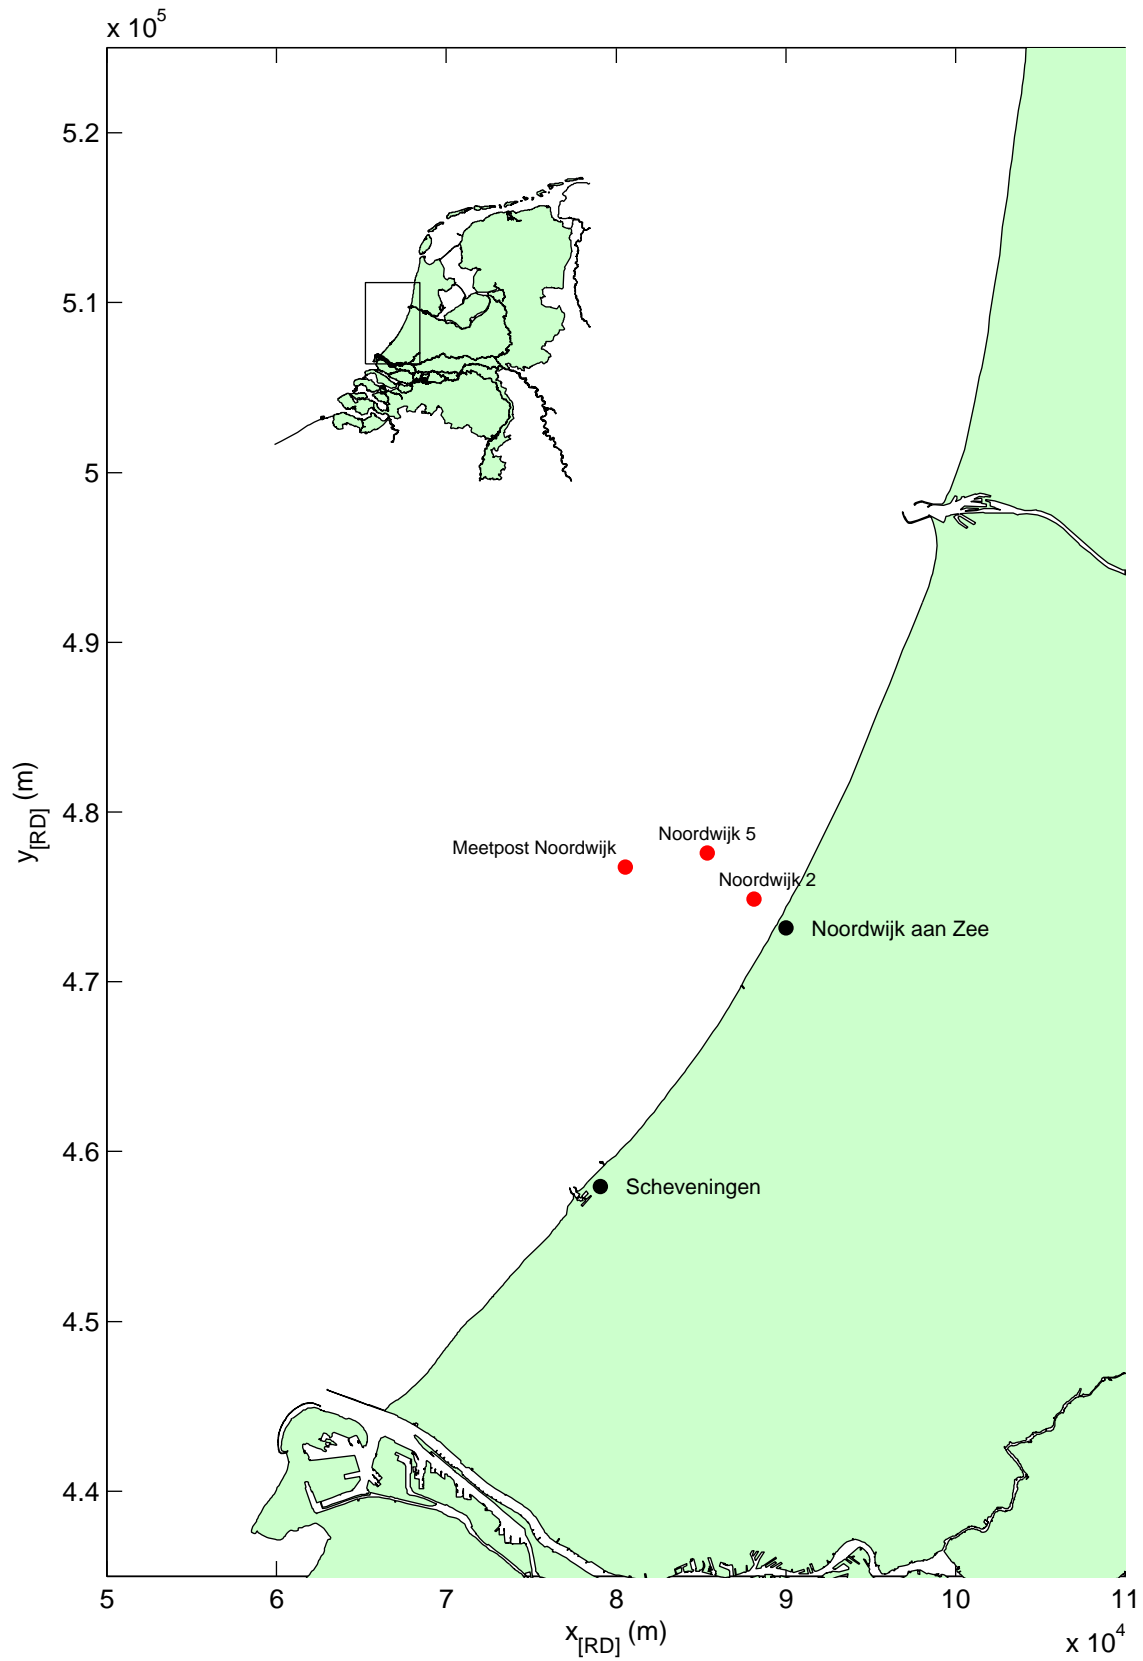 x 10^5
5.2
5.1
5
4.9
4.8
4.7
4.6
4.5
4.4
y[RD] (m)
Noordwijk 5
Meetpost Noordwijk
Noordwijk 2
Noordwijk aan Zee
Scheveningen
5 6 7 8 9 10 11
x[RD] (m)
x 10^4